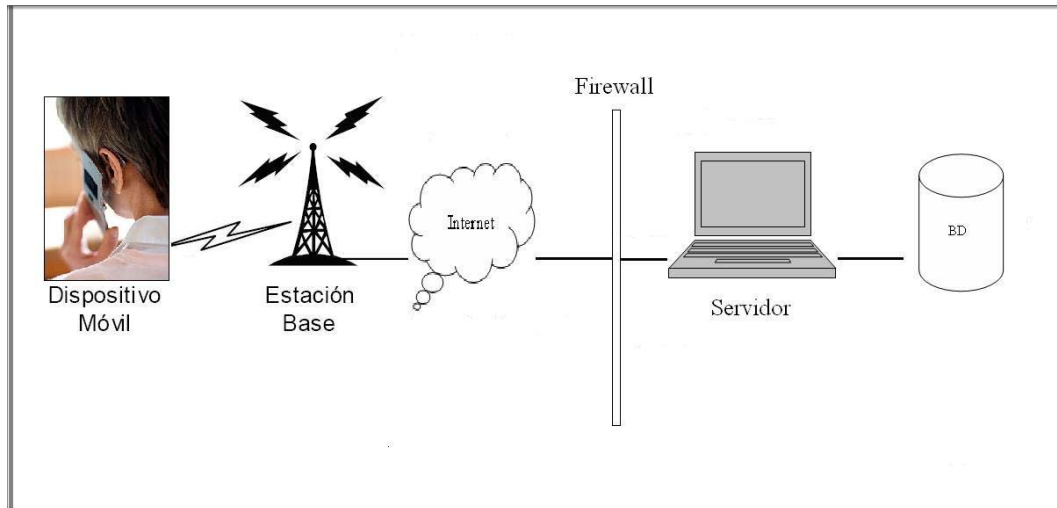 Firewall
Internet
BD
Dispositivo
Móvil
Estación
Base
Servidor